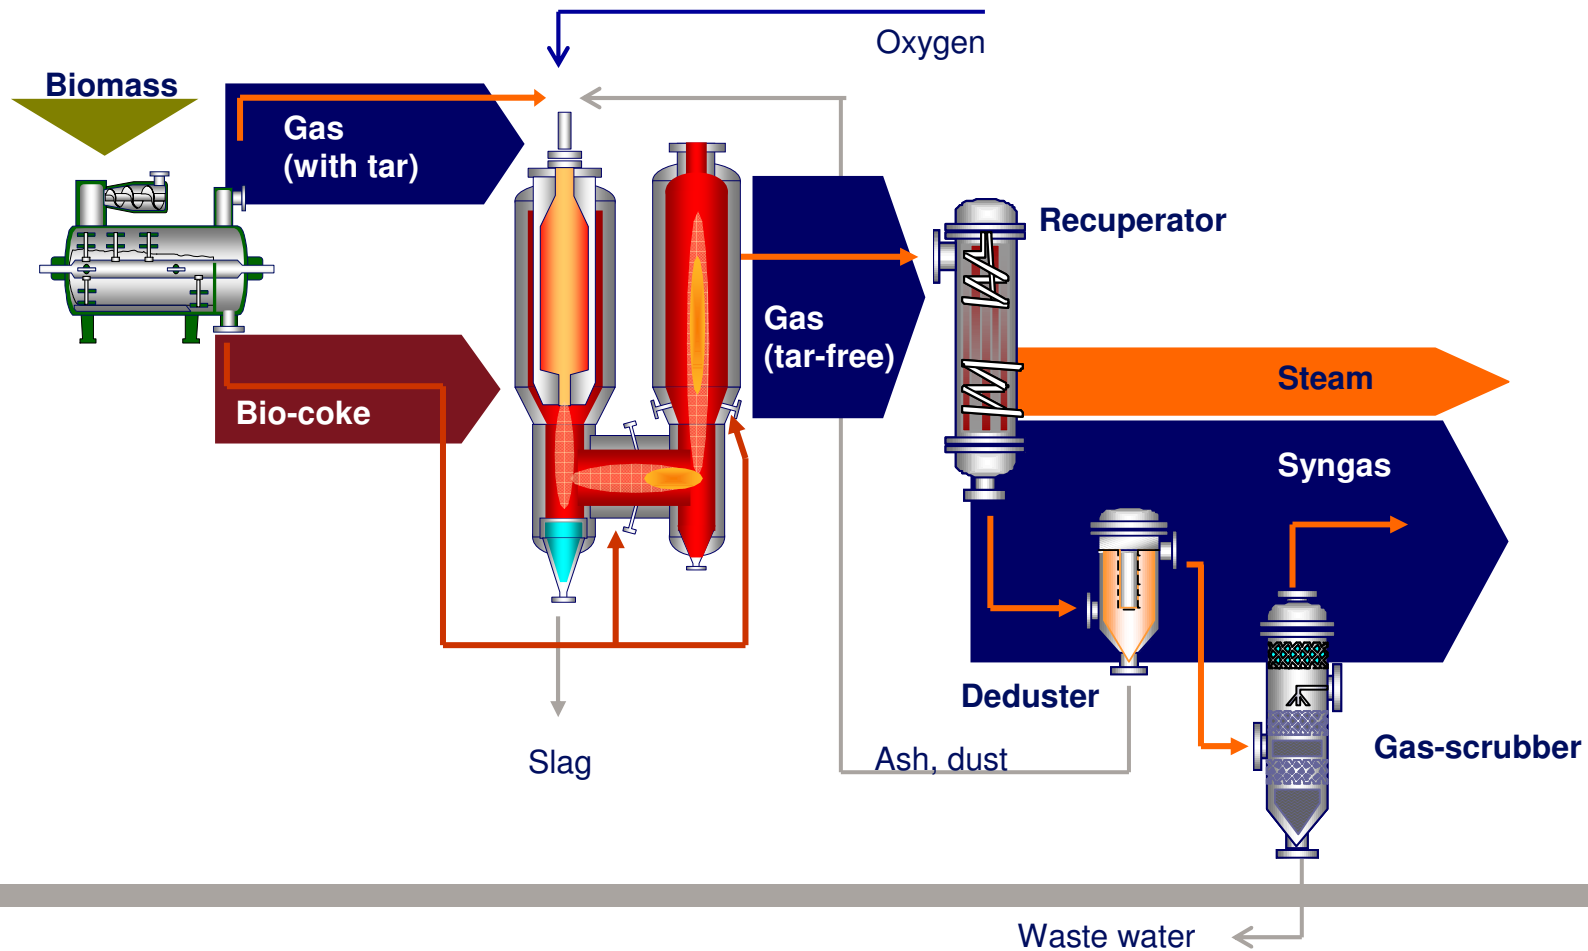 Oxygen
Biomass
Gas
(with tar)
Recuperator
Gas
(tar-free)
Steam
Bio-coke
Syngas
Deduster
Slag
Ash, dust
Gas-scrubber
Waste water